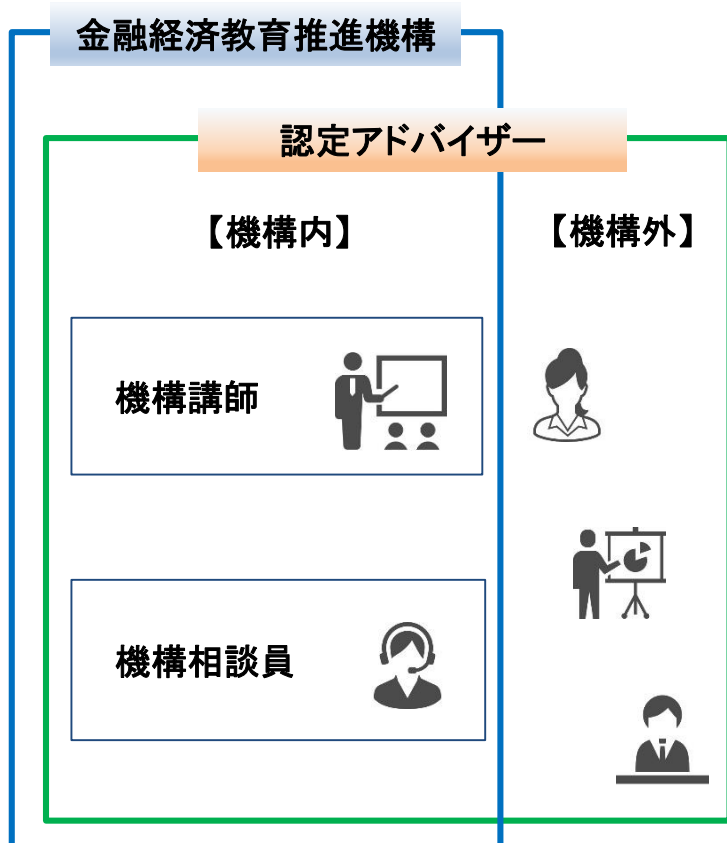 金融経済教育推進機構
認定アドバイザー
【機構内】
【機構外】
機構講師
機構相談員